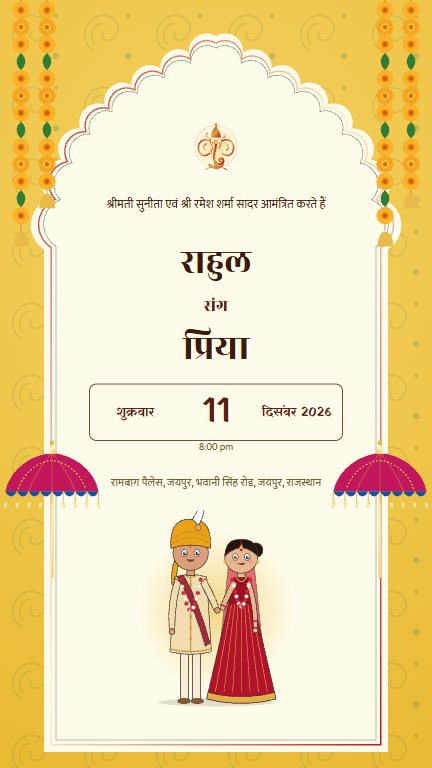 श्रीमती सुनीता एवं श्री रमेश शर्मा सादर आमंत्रित करते हैं
राहुल
संग
प्रिया
शुक्रवार 11 दिसंबर 2026
8:00 pm
रामबाग पैलेस, जयपुर, भवानी सिंह रोड, जयपुर, राजस्थान